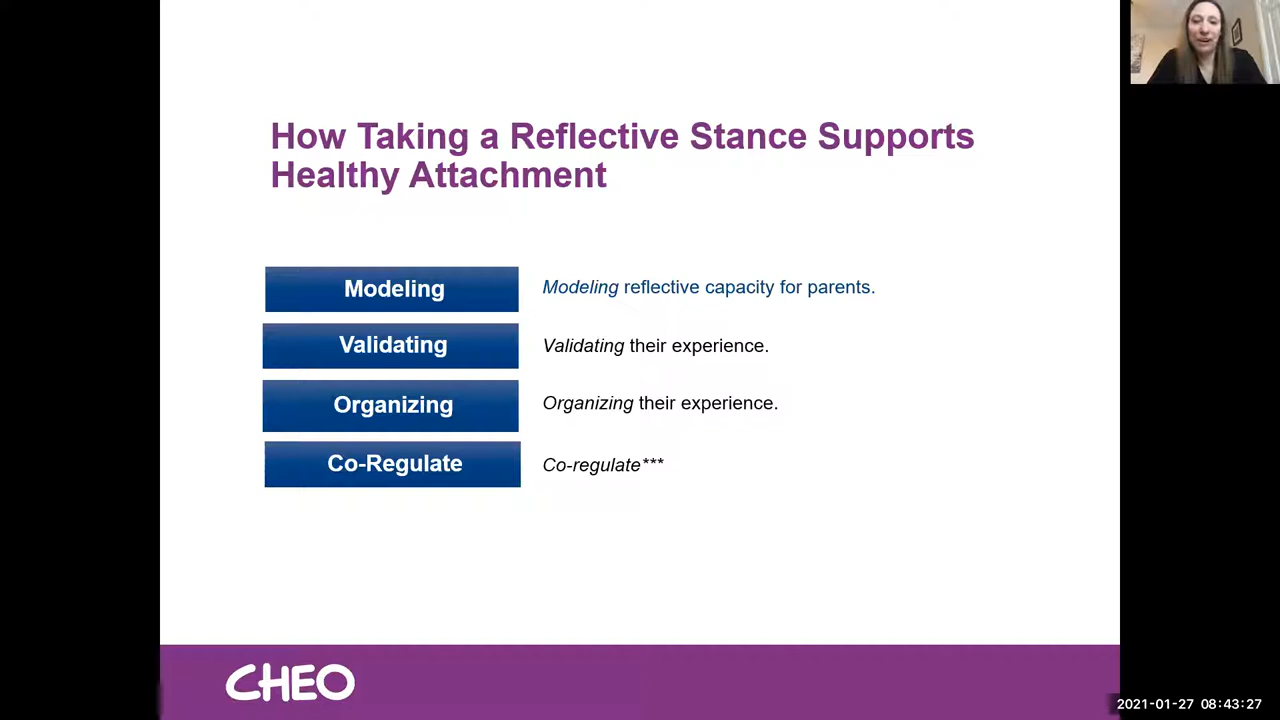 How Taking a Reflective Stance Supports
Healthy Attachment
Modeling
Modeling reflective capacity for parents.
Validating
Validating their experience.
Organizing
Organizing their experience.
Co-Regulate
Co-regulate***
CHEO
2021-01-27 08:43:27